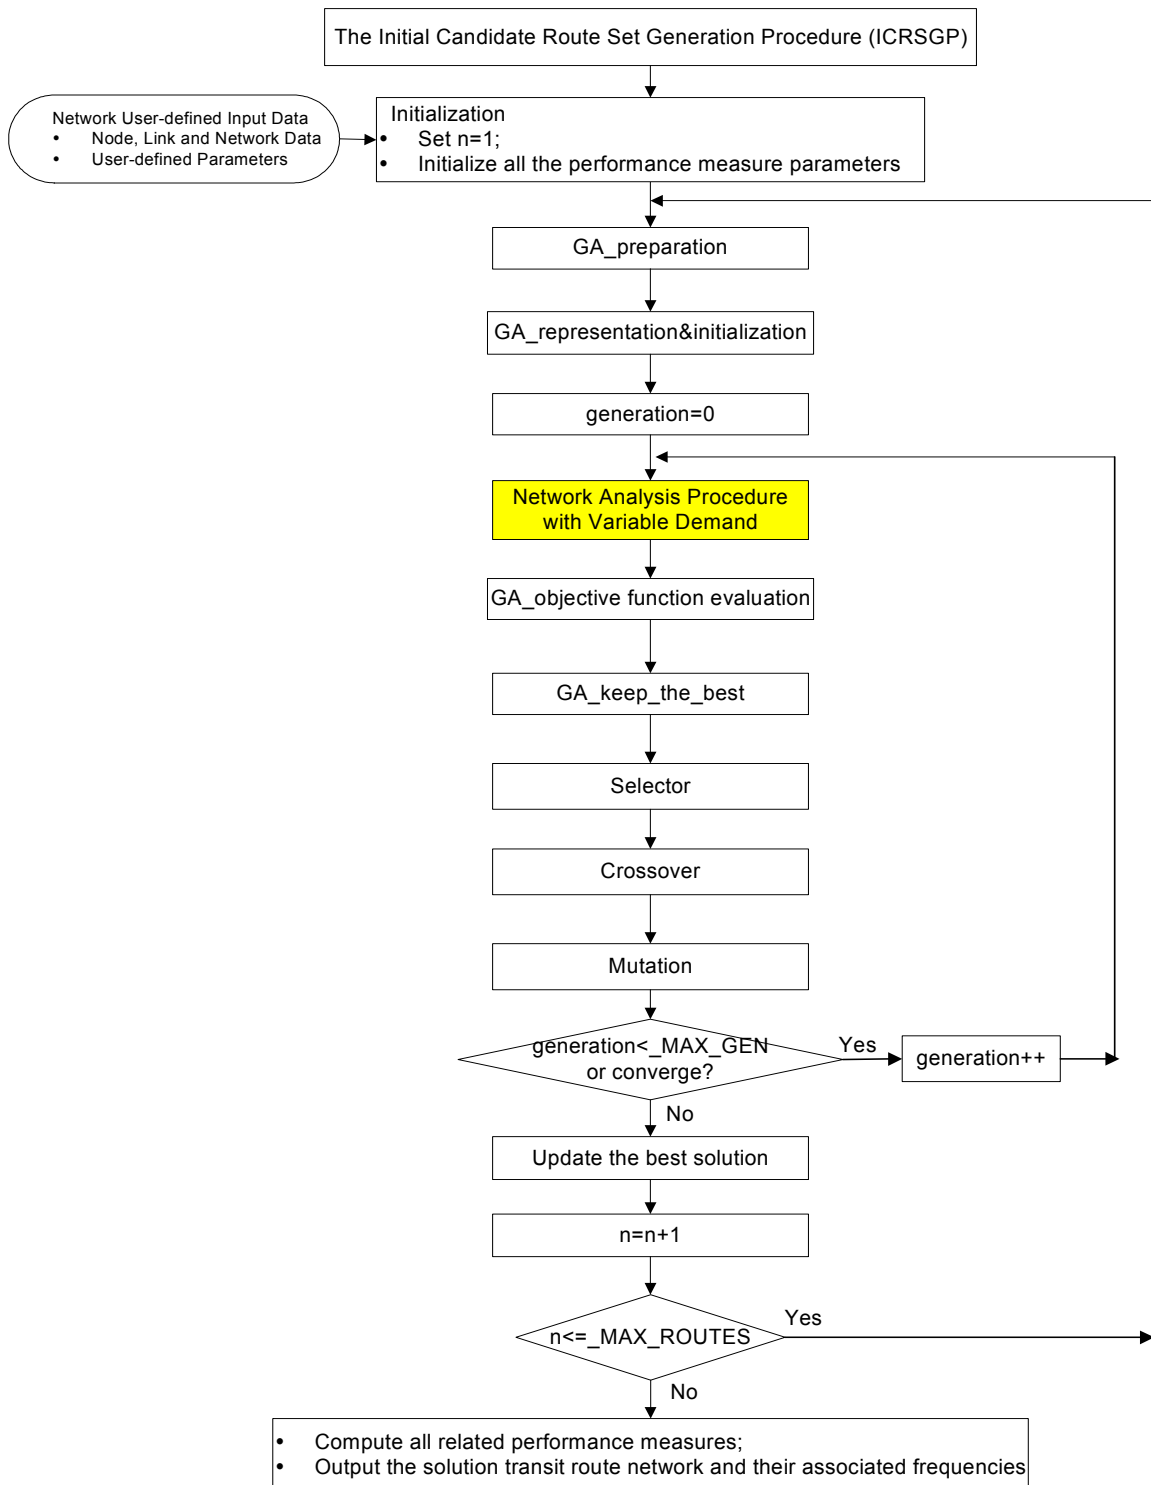 The Initial Candidate Route Set Generation Procedure (ICRSGP)
Network User-defined Input Data
• Node, Link and Network Data
• User-defined Parameters
Initialization
• Set n=1;
• Initialize all the performance measure parameters
GA_preparation
GA_representation&initialization
generation=0
Network Analysis Procedure
with Variable Demand
GA_objective function evaluation
GA_keep_the_best
Selector
Crossover
Mutation
generation<_MAX_GEN
or converge?
Yes
generation++
No
Update the best solution
n=n+1
n<=_MAX_ROUTES
Yes
No
• Compute all related performance measures;
• Output the solution transit route network and their associated frequencies